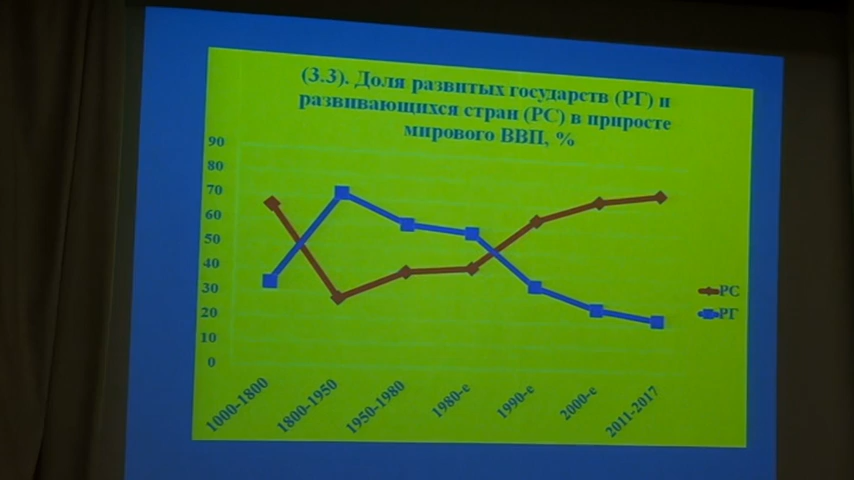 (3.3). Доля развитых государств (РГ) и
развивающихся стран (РС) в приросте
мирового ВВП, %
90
80
70
60
50
40
30
20
10
0
1000-1800
1800-1950
1950-1980
1980-е
1990-е
2000-е
2011-2017
РС
РГ